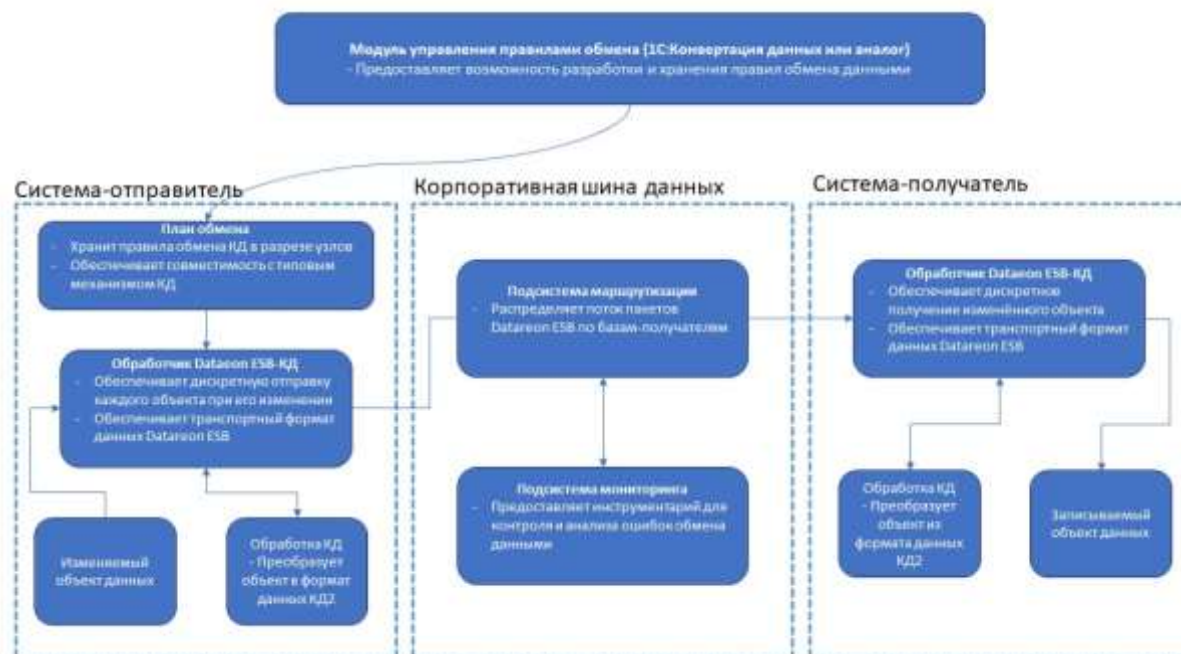 Модуль управления правилами обмена (1С:Конвертация данных или аналог)
- Предоставляет возможность разработки и хранения правил обмена данными
Система-отправитель
План обмена
- Хранит правила обмена КД в разрезе узлов
- Обеспечивает совместимость с типовым
механизмом КД
Обработчик Dataeon ESB-КД
- Обеспечивает дискретную отправку
каждого объекта при его изменении
- Обеспечивает транспортный формат
данных Datareon ESB
Изменяемый
объект данных
Обработка КД
- Преобразует
объект в формат
данных КД2
Корпоративная шина данных
Подсистема маршрутизации
- Распределяет поток пакетов
Datareon ESB по базам-получателям
Подсистема мониторинга
- Предоставляет инструментарий для
контроля и анализа ошибок обмена
данными
Система-получатель
Обработчик Dataeon ESB-КД
- Обеспечивает дискретное
получение изменённого объекта
- Обеспечивает транспортный формат
данных Datareon ESB
Обработка КД
- Преобразует
объект из
формата данных
КД2
Записываемый
объект данных